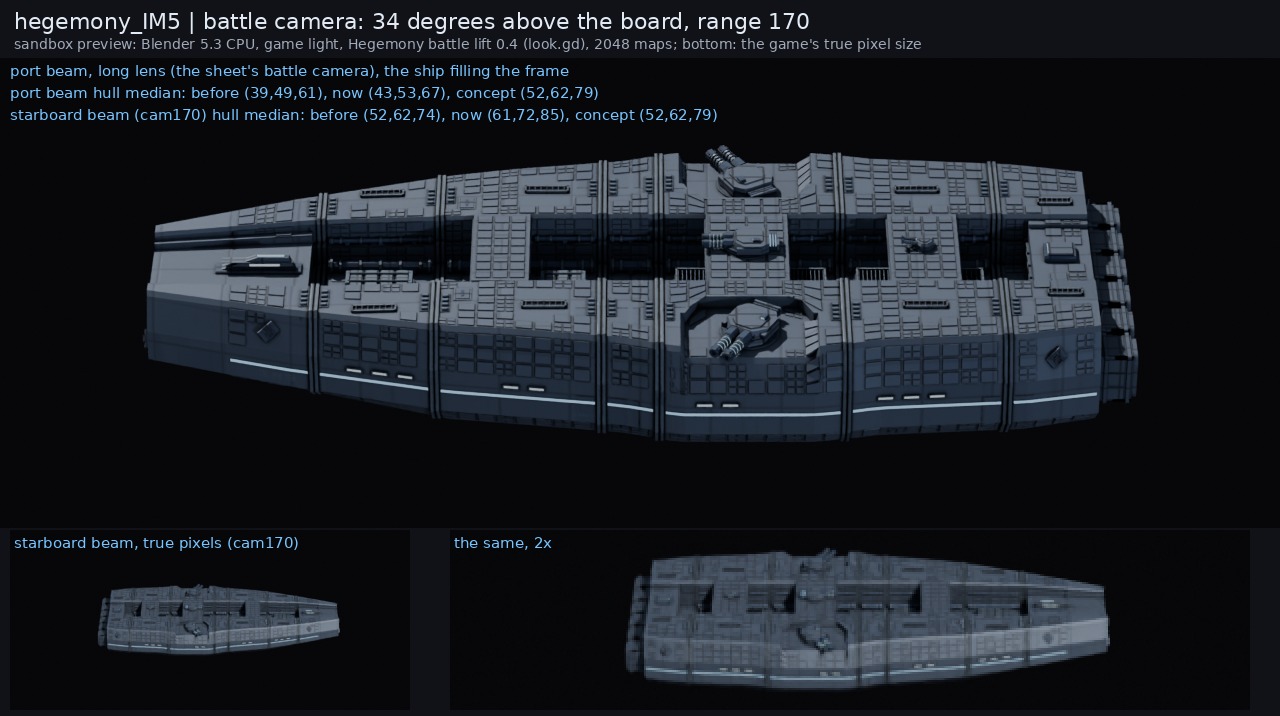 hegemony_IM5 | battle camera: 34 degrees above the board, range 170
sandbox preview: Blender 5.3 CPU, game light, Hegemony battle lift 0.4 (look.gd), 2048 maps; bottom: the game's true pixel size
port beam, long lens (the sheet's battle camera), the ship filling the frame
port beam hull median: before (39,49,61), now (43,53,67), concept (52,62,79)
starboard beam (cam170) hull median: before (52,62,74), now (61,72,85), concept (52,62,79)
starboard beam, true pixels (cam170)
the same, 2x